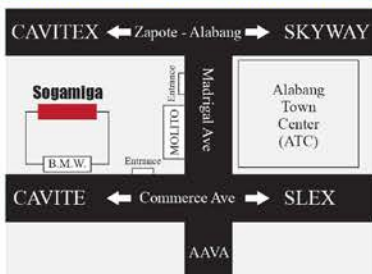 CAVITEX Zapote - Alabang SKYWAY
Sogamiga
Entrance
MOLITO
Madrigal Ave
Alabang
Town
Center
(ATC)
B.M.W.
Entrance
CAVITE Commerce Ave SLEX
AAVA